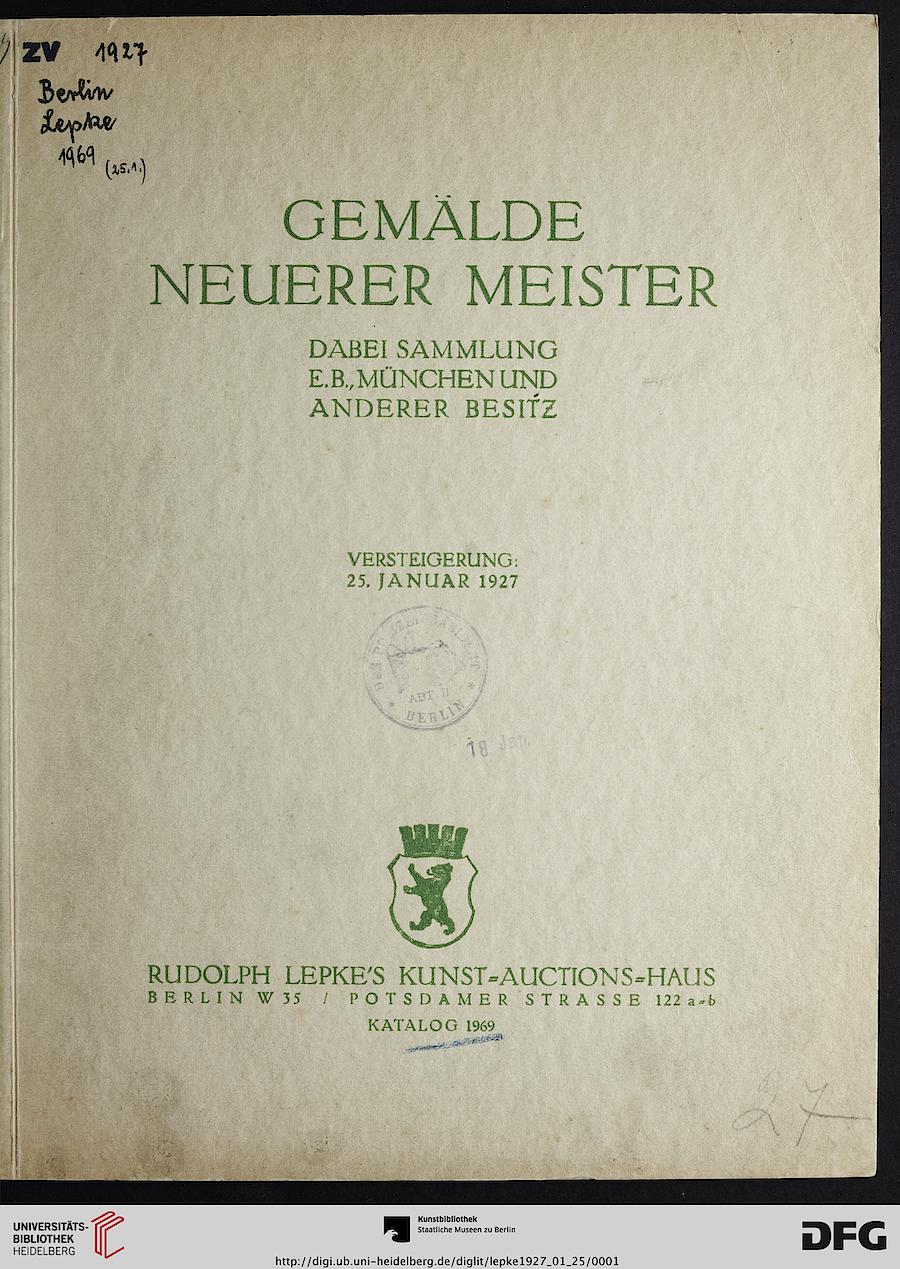 ZV 1927
Berlin
Lepke
1969 (25.1.)
GEMÄLDE
NEUERER MEISTER
DABEI SAMMLUNG
E.B., MÜNCHEN UND
ANDERER BESITZ
VERSTEIGERUNG:
25. JANUAR 1927
ABT II
BERLIN
18 Jan.
RUDOLPH LEPKE'S KUNST=AUCTIONS=HAUS
BERLIN W 35 / POTSDAMER STRASSE 122 a=b
KATALOG 1969
27
UNIVERSITÄTS-
BIBLIOTHEK
HEIDELBERG
Kunstbibliothek
Staatliche Museen zu Berlin
DFG
http://digi.ub.uni-heidelberg.de/diglit/lepke1927_01_25/0001